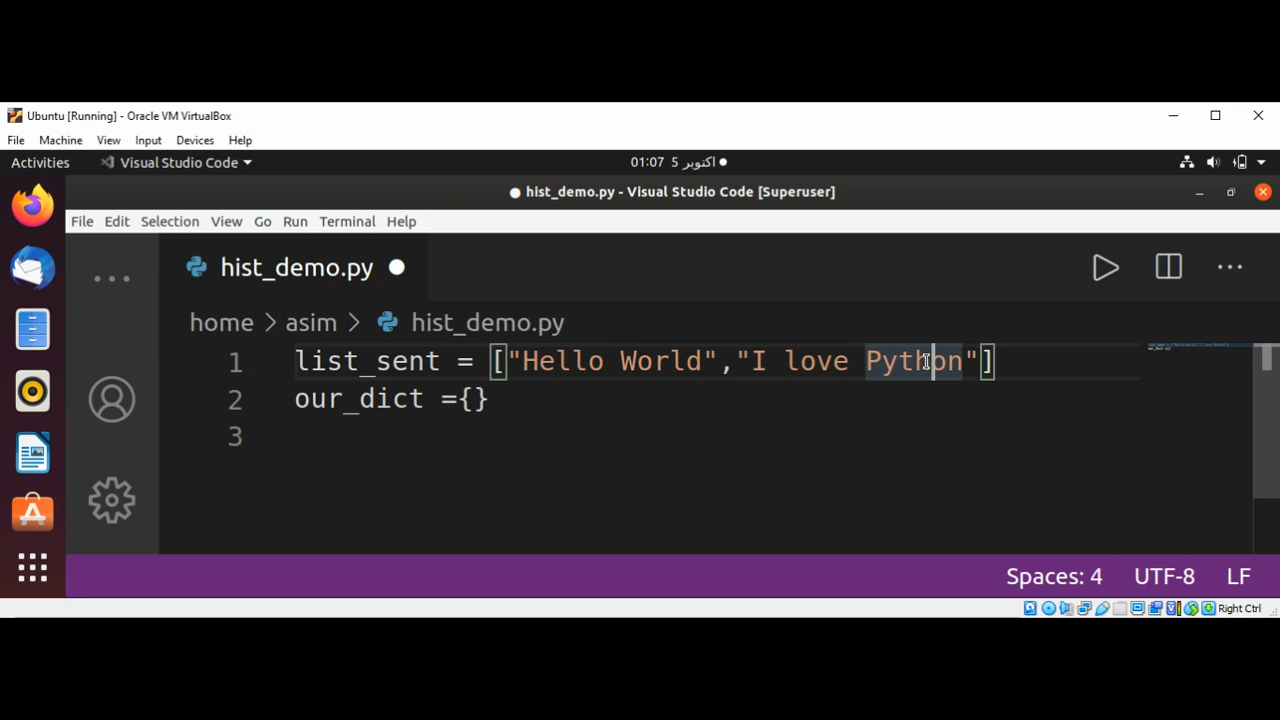 Ubuntu [Running] - Oracle VM VirtualBox
File Machine View Input Devices Help
Activities Visual Studio Code 01:07 5 اكتوبر
● hist_demo.py - Visual Studio Code [Superuser]
File Edit Selection View Go Run Terminal Help
hist_demo.py
home > asim > hist_demo.py
1 list_sent = ["Hello World","I love Python"]
2 our_dict ={}
3
Spaces: 4 UTF-8 LF
Right Ctrl